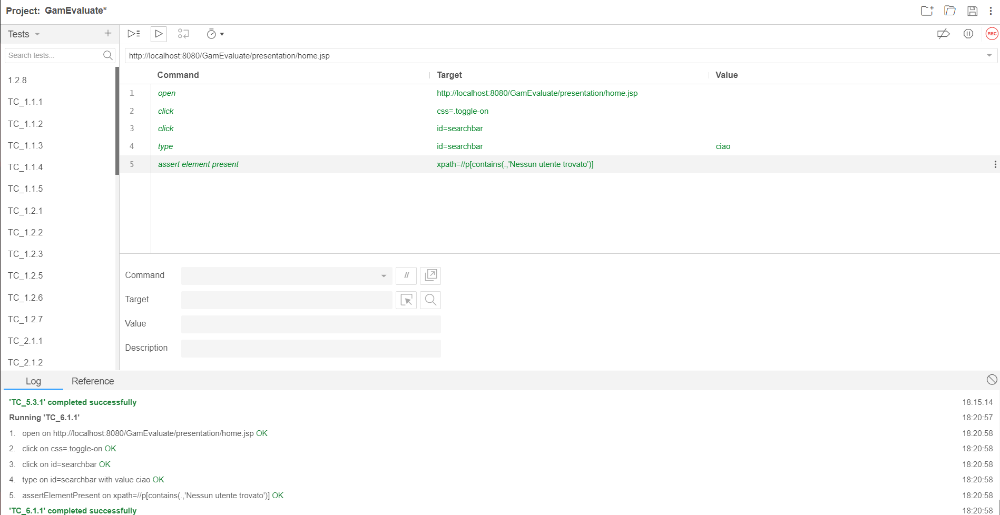 Project: GamEvaluate*
Tests
REC
Search tests...
http://localhost:8080/GamEvaluate/presentation/home.jsp
Command Target Value
1 open http://localhost:8080/GamEvaluate/presentation/home.jsp
2 click css=.toggle-on
3 click id=searchbar
4 type id=searchbar ciao
5 assert element present xpath=//p[contains(.,'Nessun utente trovato')]
1.2.8
TC_1.1.1
TC_1.1.2
TC_1.1.3
TC_1.1.4
TC_1.1.5
TC_1.2.1
TC_1.2.2
TC_1.2.3
TC_1.2.5
TC_1.2.6
TC_1.2.7
TC_2.1.1
TC_2.1.2
Command //
Target
Value
Description
Log Reference
'TC_5.3.1' completed successfully 18:15:14
Running 'TC_6.1.1' 18:20:57
1. open on http://localhost:8080/GamEvaluate/presentation/home.jsp OK 18:20:58
2. click on css=.toggle-on OK 18:20:58
3. click on id=searchbar OK 18:20:58
4. type on id=searchbar with value ciao OK 18:20:58
5. assertElementPresent on xpath=//p[contains(.,'Nessun utente trovato')] OK 18:20:58
'TC_6.1.1' completed successfully 18:20:58